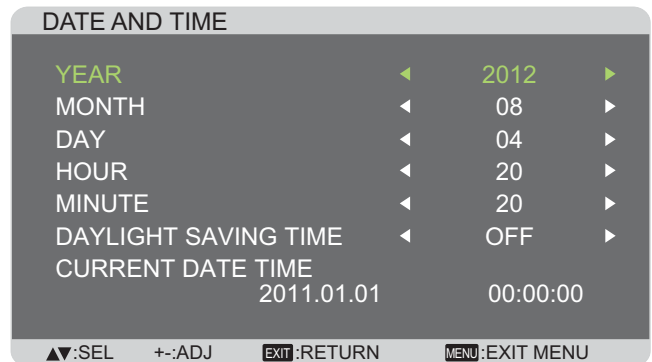 DATE AND TIME
YEAR ◀ 2012 ▶
MONTH ◀ 08 ▶
DAY ◀ 04 ▶
HOUR ◀ 20 ▶
MINUTE ◀ 20 ▶
DAYLIGHT SAVING TIME ◀ OFF ▶
CURRENT DATE TIME
2011.01.01 00:00:00
▲▼:SEL +-:ADJ EXIT:RETURN MENU:EXIT MENU